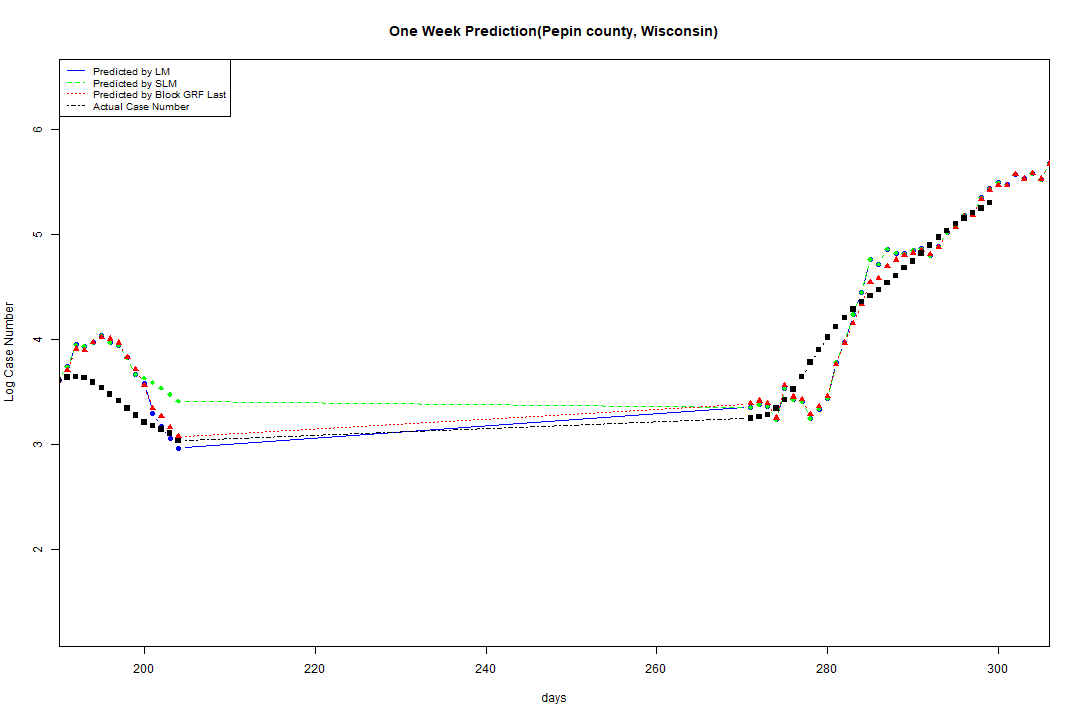 One Week Prediction(Pepin county, Wisconsin)
Predicted by LM
Predicted by SLM
Predicted by Block GRF Last
Actual Case Number
Log Case Number
6
5
4
3
2
200 220 240 260 280 300
days